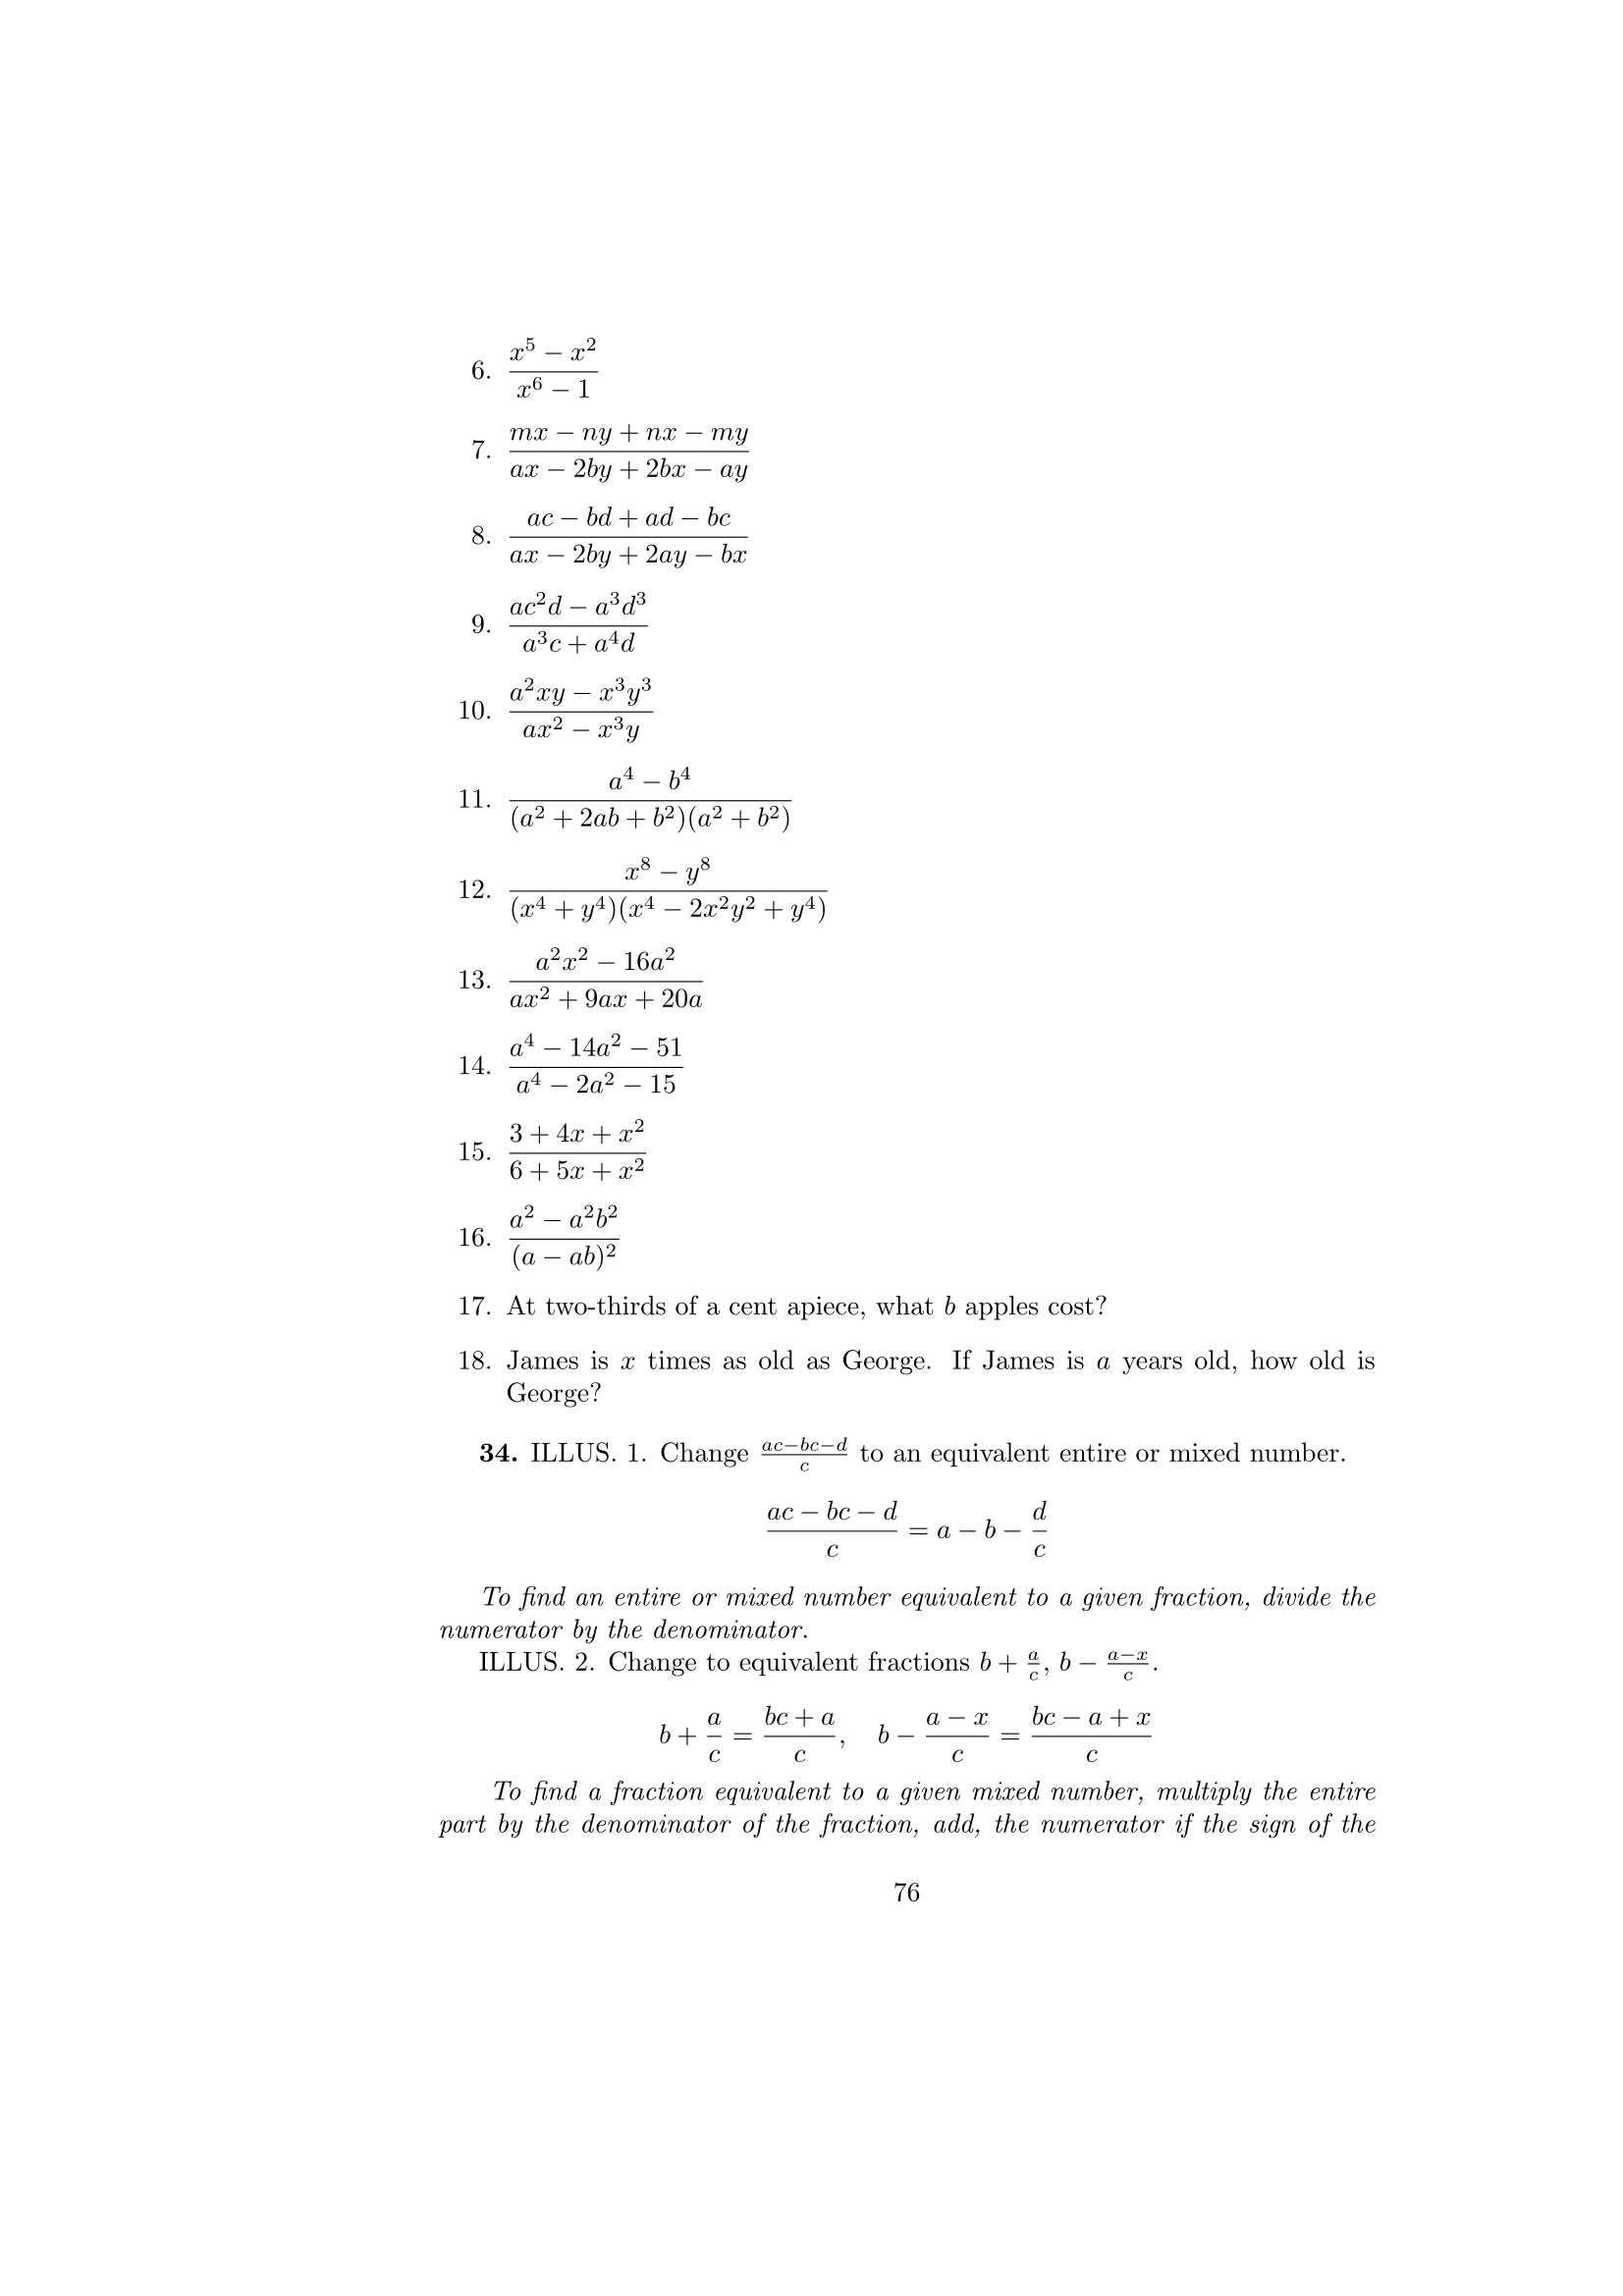 6. \frac{x^5 - x^2}{x^6 - 1}
7. \frac{mx - ny + nx - my}{ax - 2by + 2bx - ay}
8. \frac{ac - bd + ad - bc}{ax - 2by + 2ay - bx}
9. \frac{ac^2d - a^3d^3}{a^3c + a^4d}
10. \frac{a^2xy - x^3y^3}{ax^2 - x^3y}
11. \frac{a^4 - b^4}{(a^2 + 2ab + b^2)(a^2 + b^2)}
12. \frac{x^8 - y^8}{(x^4 + y^4)(x^4 - 2x^2y^2 + y^4)}
13. \frac{a^2x^2 - 16a^2}{ax^2 + 9ax + 20a}
14. \frac{a^4 - 14a^2 - 51}{a^4 - 2a^2 - 15}
15. \frac{3 + 4x + x^2}{6 + 5x + x^2}
16. \frac{a^2 - a^2b^2}{(a - ab)^2}
17. At two-thirds of a cent apiece, what b apples cost?
18. James is x times as old as George. If James is a years old, how old is
George?
34. ILLUS. 1. Change \frac{ac-bc-d}{c} to an equivalent entire or mixed number.
\frac{ac - bc - d}{c} = a - b - \frac{d}{c}
To find an entire or mixed number equivalent to a given fraction, divide the
numerator by the denominator.
ILLUS. 2. Change to equivalent fractions b + \frac{a}{c}, b - \frac{a-x}{c}.
b + \frac{a}{c} = \frac{bc + a}{c}, b - \frac{a - x}{c} = \frac{bc - a + x}{c}
To find a fraction equivalent to a given mixed number, multiply the entire
part by the denominator of the fraction, add, the numerator if the sign of the
76